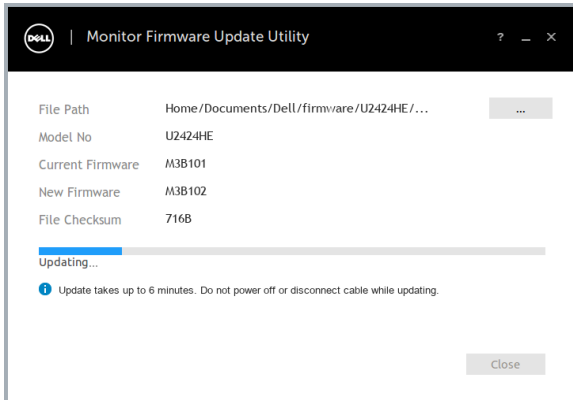 DELL | Monitor Firmware Update Utility ? _ ×
File Path Home/Documents/Dell/firmware/U2424HE/... ...
Model No U2424HE
Current Firmware M3B101
New Firmware M3B102
File Checksum 716B
Updating...
Update takes up to 6 minutes. Do not power off or disconnect cable while updating.
Close